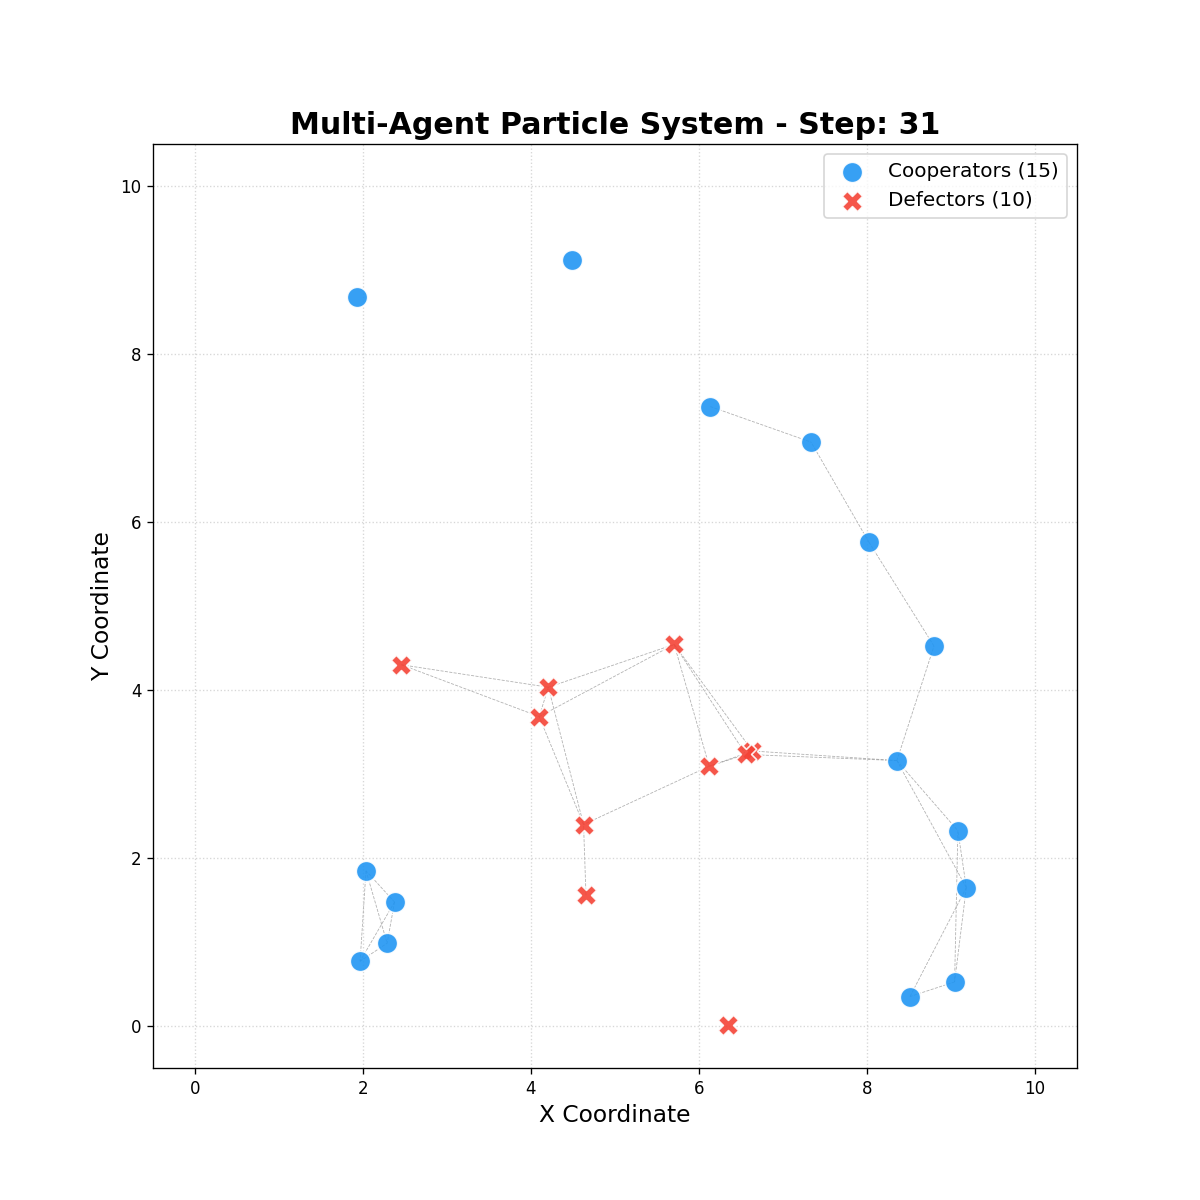 Multi-Agent Particle System - Step: 31
Cooperators (15)
Defectors (10)
Y Coordinate
10
8
6
4
2
0
0 2 4 6 8 10
X Coordinate